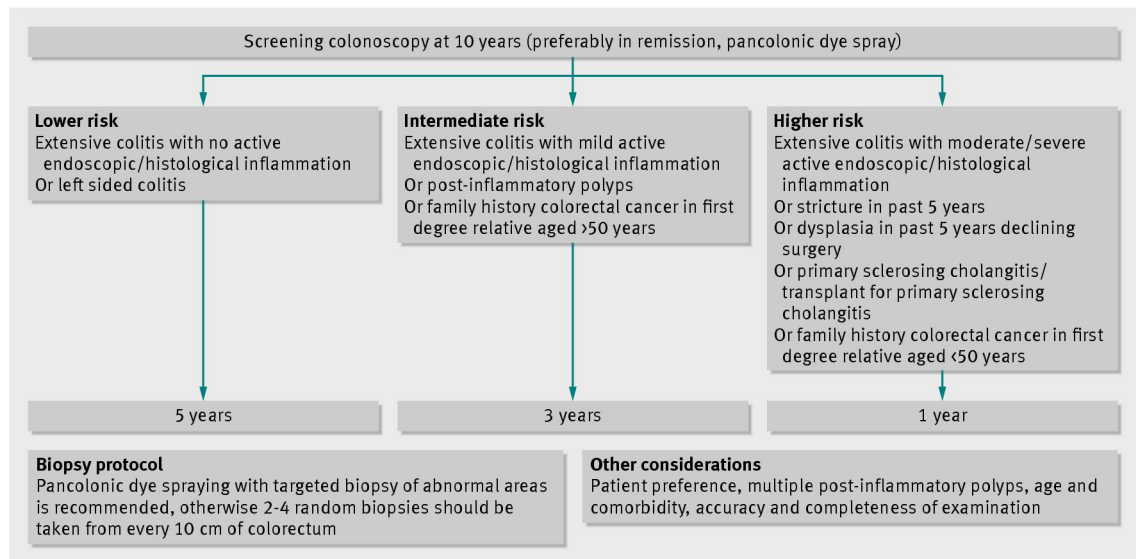 Screening colonoscopy at 10 years (preferably in remission, pancolonic dye spray)
Lower risk
Extensive colitis with no active
endoscopic/histological inflammation
Or left sided colitis
Intermediate risk
Extensive colitis with mild active
endoscopic/histological inflammation
Or post-inflammatory polyps
Or family history colorectal cancer in first
degree relative aged >50 years
Higher risk
Extensive colitis with moderate/severe
active endoscopic/histological
inflammation
Or stricture in past 5 years
Or dysplasia in past 5 years declining
surgery
Or primary sclerosing cholangitis/
transplant for primary sclerosing
cholangitis
Or family history colorectal cancer in first
degree relative aged <50 years
5 years
3 years
1 year
Biopsy protocol
Pancolonic dye spraying with targeted biopsy of abnormal areas
is recommended, otherwise 2-4 random biopsies should be
taken from every 10 cm of colorectum
Other considerations
Patient preference, multiple post-inflammatory polyps, age and
comorbidity, accuracy and completeness of examination